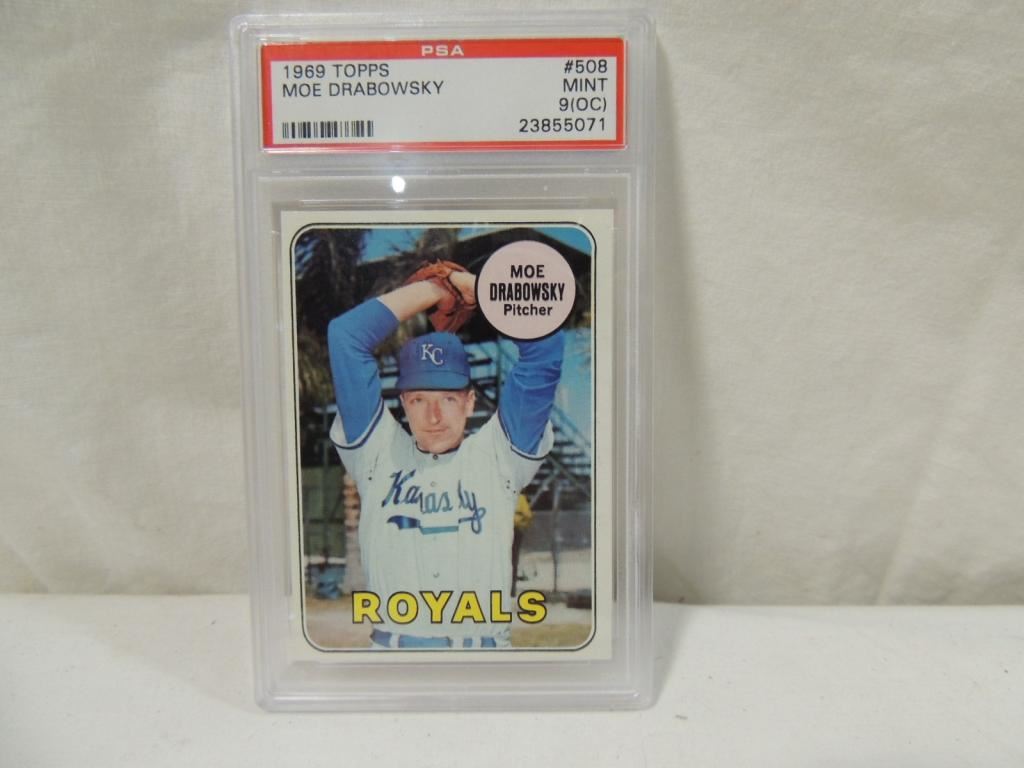 PSA
1969 TOPPS #508
MOE DRABOWSKY MINT
9(OC)
23855071
MOE
DRABOWSKY
Pitcher
KC
ROYALS